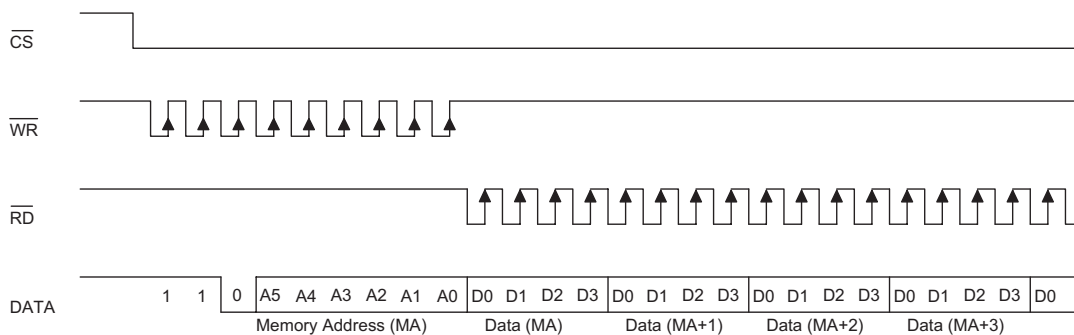 CS
WR
RD
DATA 1 1 0 A5 A4 A3 A2 A1 A0 D0 D1 D2 D3 D0 D1 D2 D3 D0 D1 D2 D3 D0 D1 D2 D3 D0
Memory Address (MA) Data (MA) Data (MA+1) Data (MA+2) Data (MA+3)